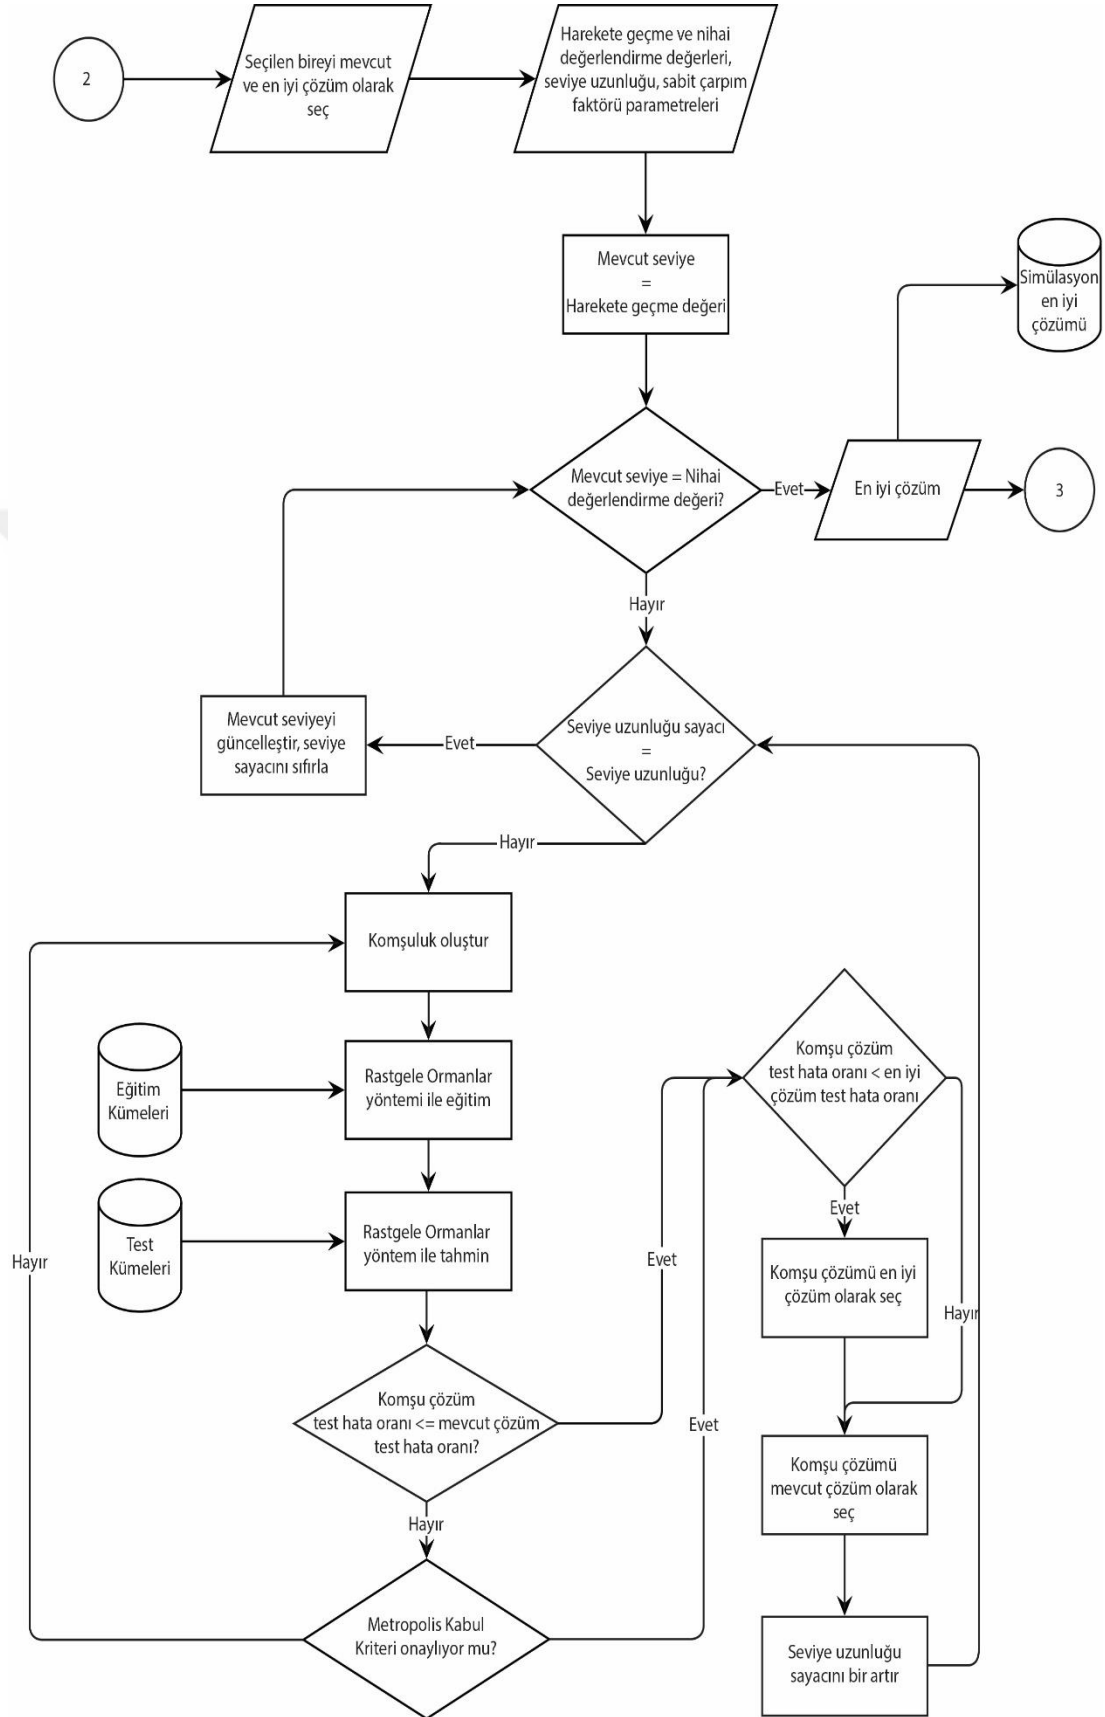 2
Seçilen bireyi mevcut
ve en iyi çözüm olarak
seç
Harekete geçme ve nihai
değerlendirme değerleri,
seviye uzunluğu, sabit çarpım
faktörü parametreleri
Mevcut seviye
=
Harekete geçme değeri
Simülasyon
en iyi
çözümü
Mevcut seviye = Nihai
değerlendirme değeri?
Evet
En iyi çözüm
3
Hayır
Seviye uzunluğu sayacı
=
Seviye uzunluğu?
Evet
Mevcut seviyeyi
güncelleştir, seviye
sayacını sıfırla
Hayır
Komşuluk oluştur
Eğitim
Kümeleri
Rastgele Ormanlar
yöntemi ile eğitim
Test
Kümeleri
Rastgele Ormanlar
yöntem ile tahmin
Hayır
Komşu çözüm
test hata oranı <= mevcut çözüm
test hata oranı?
Evet
Hayır
Metropolis Kabul
Kriteri onaylıyor mu?
Evet
Komşu çözüm
test hata oranı < en iyi
çözüm test hata oranı
Evet
Hayır
Komşu çözümü en iyi
çözüm olarak seç
Komşu çözümü
mevcut çözüm olarak
seç
Seviye uzunluğu
sayacını bir artır